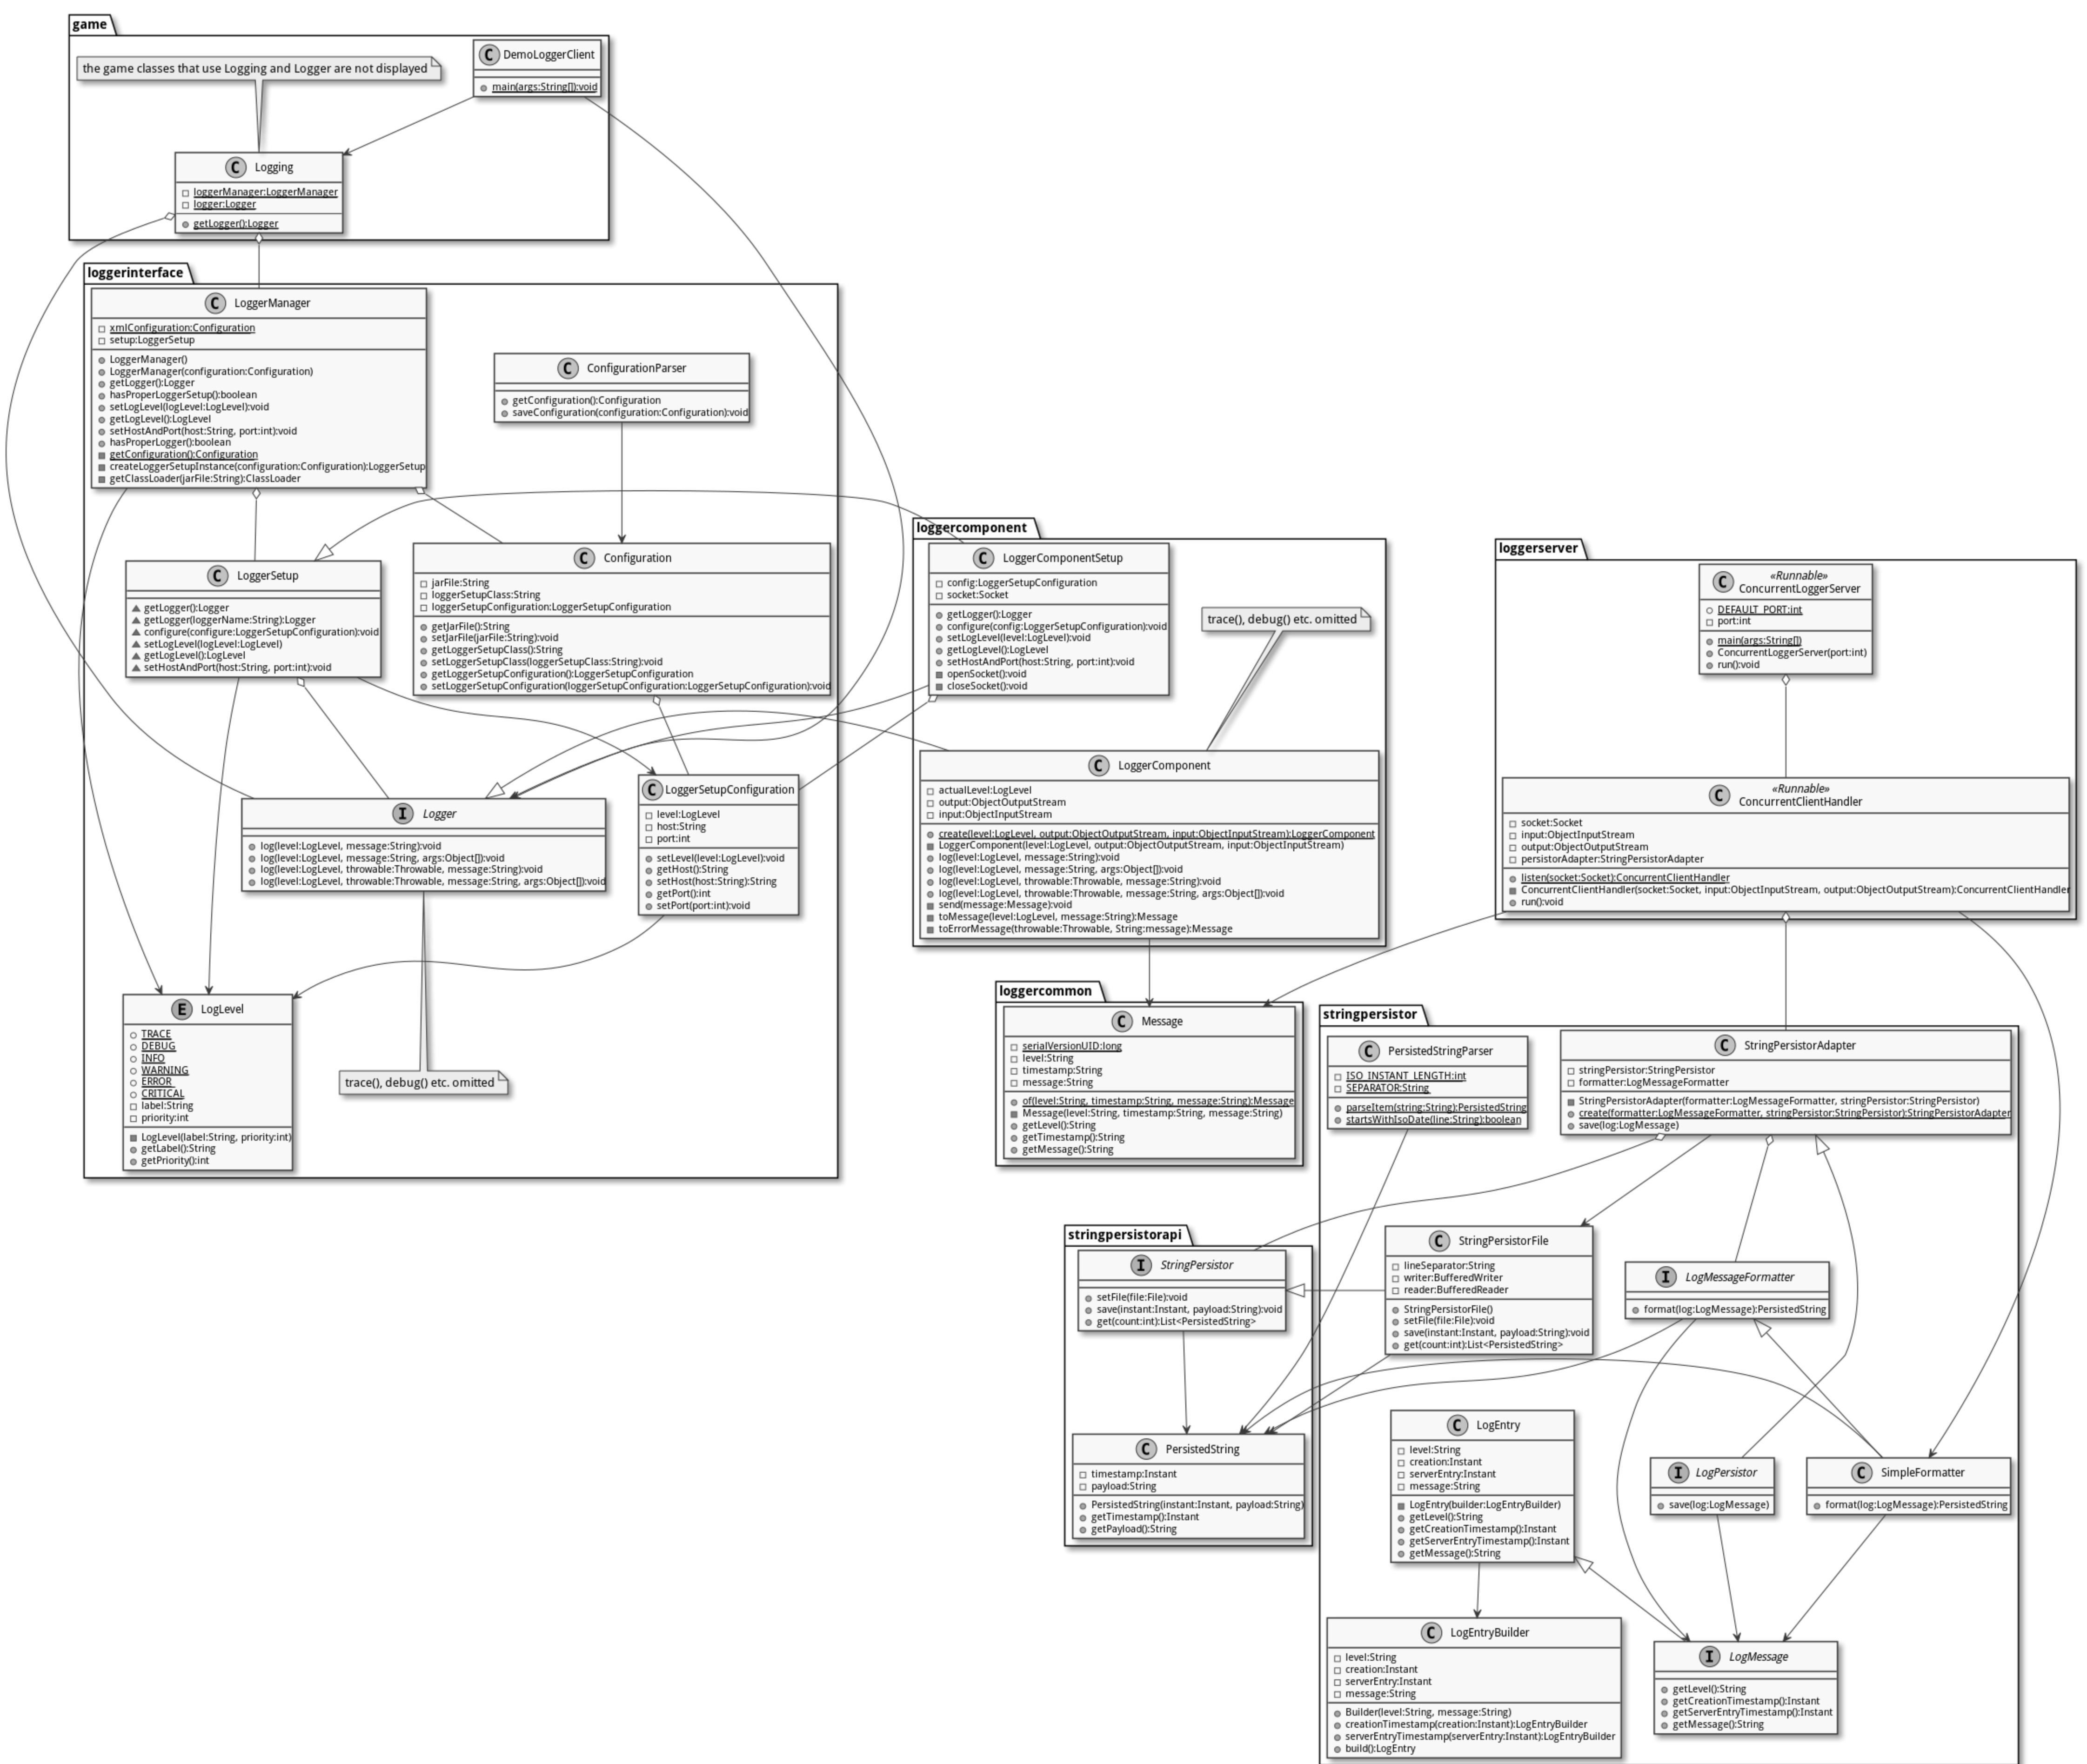 game
the game classes that use Logging and Logger are not displayed
C DemoLoggerClient
main(args:String[]):void
C Logging
loggerManager:LoggerManager
logger:Logger
getLogger():Logger
loggerinterface
C LoggerManager
xmlConfiguration:Configuration
setup:LoggerSetup
LoggerManager()
LoggerManager(configuration:Configuration)
getLogger():Logger
hasProperLoggerSetup():boolean
setLogLevel(logLevel:LogLevel):void
getLogLevel():LogLevel
setHostAndPort(host:String, port:int):void
hasProperLogger():boolean
getConfiguration():Configuration
createLoggerSetupInstance(configuration:Configuration):LoggerSetup
getClassLoader(jarFile:String):ClassLoader
C ConfigurationParser
getConfiguration():Configuration
saveConfiguration(configuration:Configuration):void
C LoggerSetup
getLogger():Logger
getLogger(loggerName:String):Logger
configure(configure:LoggerSetupConfiguration):void
setLogLevel(logLevel:LogLevel)
getLogLevel():LogLevel
setHostAndPort(host:String, port:int):void
C Configuration
jarFile:String
loggerSetupClass:String
loggerSetupConfiguration:LoggerSetupConfiguration
getJarFile():String
setJarFile(jarFile:String):void
getLoggerSetupClass():String
setLoggerSetupClass(loggerSetupClass:String):void
getLoggerSetupConfiguration():LoggerSetupConfiguration
setLoggerSetupConfiguration(loggerSetupConfiguration:LoggerSetupConfiguration):void
I Logger
log(level:LogLevel, message:String):void
log(level:LogLevel, message:String, args:Object[]):void
log(level:LogLevel, throwable:Throwable, message:String):void
log(level:LogLevel, throwable:Throwable, message:String, args:Object[]):void
C LoggerSetupConfiguration
level:LogLevel
host:String
port:int
setLevel(level:LogLevel):void
getHost():String
setHost(host:String):String
getPort():int
setPort(port:int):void
E LogLevel
TRACE
DEBUG
INFO
WARNING
ERROR
CRITICAL
label:String
priority:int
LogLevel(label:String, priority:int)
getLabel():String
getPriority():int
trace(), debug() etc. omitted
loggercomponent
C LoggerComponentSetup
config:LoggerSetupConfiguration
socket:Socket
getLogger():Logger
configure(config:LoggerSetupConfiguration):void
setLogLevel(level:LogLevel):void
getLogLevel():LogLevel
setHostAndPort(host:String, port:int):void
openSocket():void
closeSocket():void
trace(), debug() etc. omitted
C LoggerComponent
actualLevel:LogLevel
output:ObjectOutputStream
input:ObjectInputStream
create(level:LogLevel, output:ObjectOutputStream, input:ObjectInputStream):LoggerComponent
LoggerComponent(level:LogLevel, output:ObjectOutputStream, input:ObjectInputStream)
log(level:LogLevel, message:String):void
log(level:LogLevel, message:String, args:Object[]):void
log(level:LogLevel, throwable:Throwable, message:String):void
log(level:LogLevel, throwable:Throwable, message:String, args:Object[]):void
send(message:Message):void
toMessage(level:LogLevel, message:String):Message
toErrorMessage(throwable:Throwable, String:message):Message
loggerserver
«Runnable»
C ConcurrentLoggerServer
DEFAULT_PORT:int
port:int
main(args:String[])
ConcurrentLoggerServer(port:int)
run():void
«Runnable»
C ConcurrentClientHandler
socket:Socket
input:ObjectInputStream
output:ObjectOutputStream
persistorAdapter:StringPersistorAdapter
listen(socket:Socket):ConcurrentClientHandler
ConcurrentClientHandler(socket:Socket, input:ObjectInputStream, output:ObjectOutputStream):ConcurrentClientHandler
run():void
loggercommon
C Message
serialVersionUID:long
level:String
timestamp:String
message:String
of(level:String, timestamp:String, message:String):Message
Message(level:String, timestamp:String, message:String)
getLevel():String
getTimestamp():String
getMessage():String
stringpersistor
C PersistedStringParser
ISO_INSTANT_LENGTH:int
SEPARATOR:String
parseItem(string:String):PersistedString
startsWithIsoDate(line:String):boolean
C StringPersistorAdapter
stringPersistor:StringPersistor
formatter:LogMessageFormatter
StringPersistorAdapter(formatter:LogMessageFormatter, stringPersistor:StringPersistor)
create(formatter:LogMessageFormatter, stringPersistor:StringPersistor):StringPersistorAdapter
save(log:LogMessage)
stringpersistorapi
I StringPersistor
setFile(file:File):void
save(instant:Instant, payload:String):void
get(count:int):List<PersistedString>
C StringPersistorFile
lineSeparator:String
writer:BufferedWriter
reader:BufferedReader
StringPersistorFile()
setFile(file:File):void
save(instant:Instant, payload:String):void
get(count:int):List<PersistedString>
I LogMessageFormatter
format(log:LogMessage):PersistedString
C PersistedString
timestamp:Instant
payload:String
PersistedString(instant:Instant, payload:String)
getTimestamp():Instant
getPayload():String
C LogEntry
level:String
creation:Instant
serverEntry:Instant
message:String
LogEntry(builder:LogEntryBuilder)
getLevel():String
getCreationTimestamp():Instant
getServerEntryTimestamp():Instant
getMessage():String
I LogPersistor
save(log:LogMessage)
C SimpleFormatter
format(log:LogMessage):PersistedString
C LogEntryBuilder
level:String
creation:Instant
serverEntry:Instant
message:String
Builder(level:String, message:String)
creationTimestamp(creation:Instant):LogEntryBuilder
serverEntryTimestamp(serverEntry:Instant):LogEntryBuilder
build():LogEntry
I LogMessage
getLevel():String
getCreationTimestamp():Instant
getServerEntryTimestamp():Instant
getMessage():String